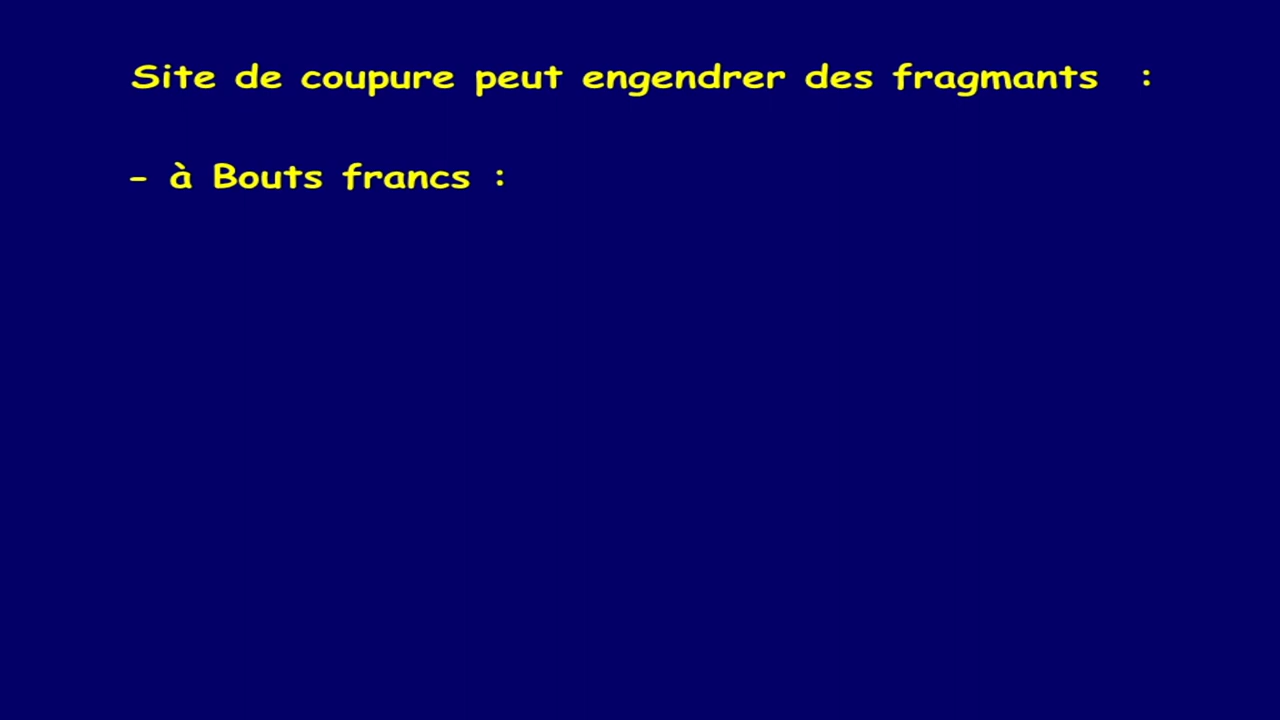 Site de coupure peut engendrer des fragmants :
- à Bouts francs :